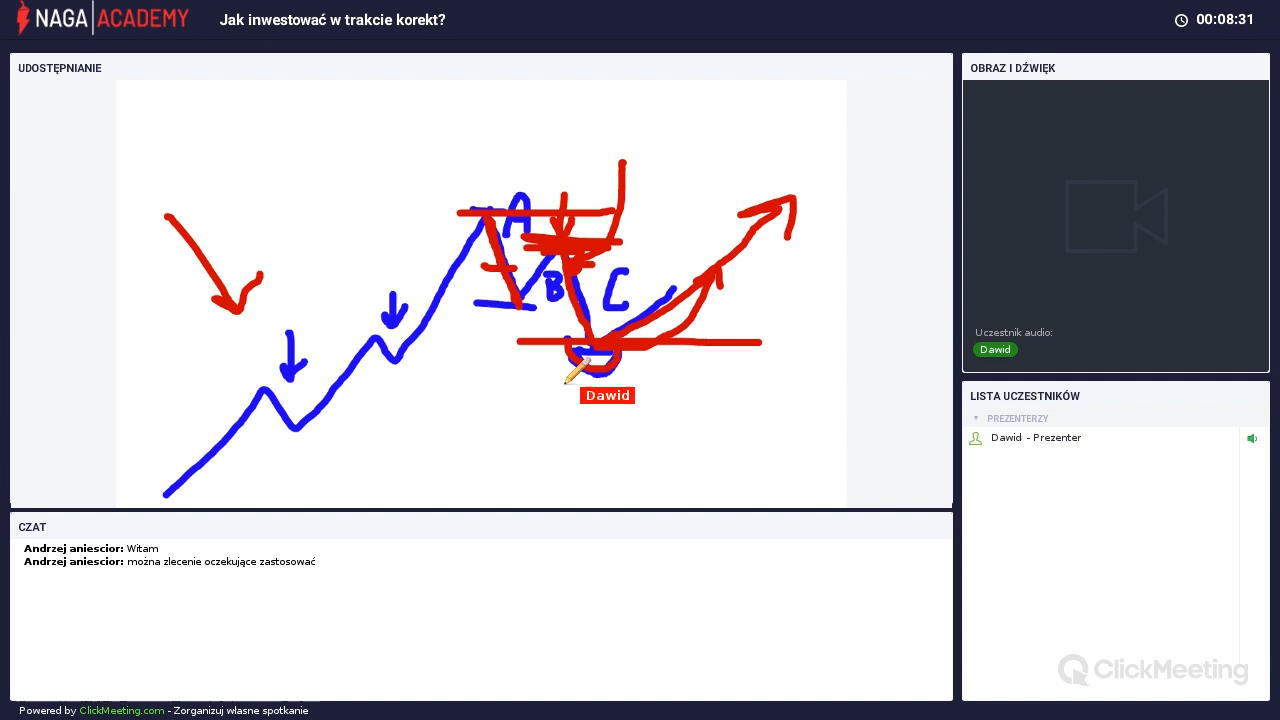 NAGA|ACADEMY
Jak inwestować w trakcie korekt?
00:08:31
UDOSTĘPNIANIE
A
B
C
Dawid
OBRAZ I DŹWIĘK
Uczestnik audio:
Dawid
LISTA UCZESTNIKÓW
PREZENTERZY
Dawid - Prezenter
CZAT
Andrzej aniescior: Witam
Andrzej aniescior: można zlecenie oczekujące zastosować
ClickMeeting
Powered by ClickMeeting.com - Zorganizuj własne spotkanie